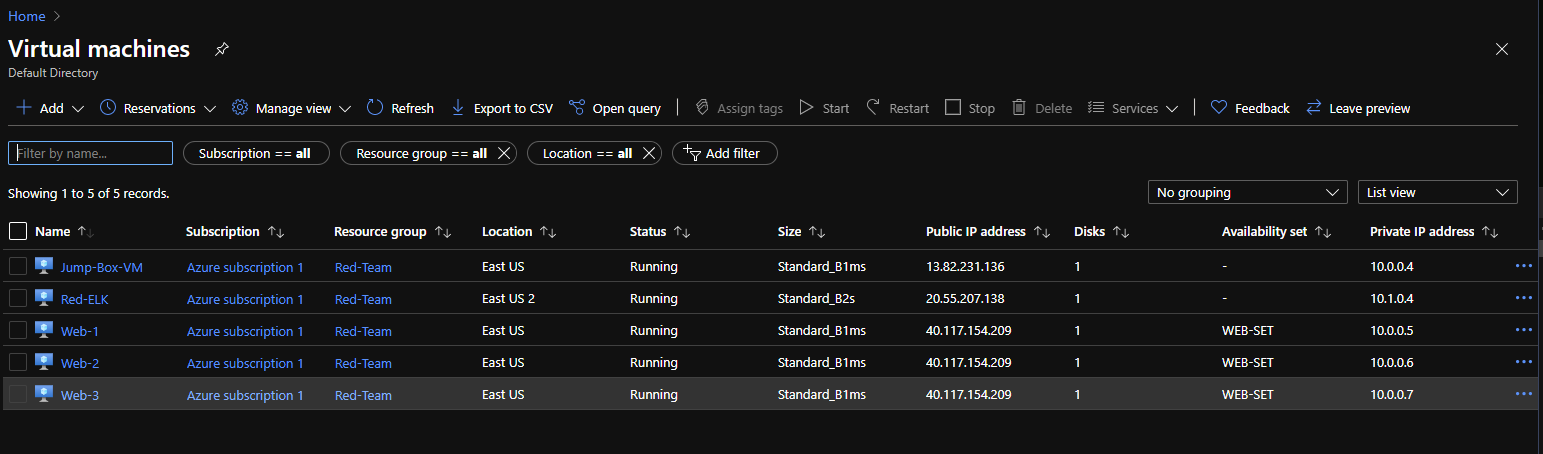 Home
Virtual machines
Default Directory
Add Reservations Manage view Refresh Export to CSV Open query Assign tags Start Restart Stop Delete Services Feedback Leave preview
Filter by name... Subscription == all Resource group == all Location == all Add filter
Showing 1 to 5 of 5 records. No grouping List view
Name Subscription Resource group Location Status Size Public IP address Disks Availability set Private IP address
Jump-Box-VM Azure subscription 1 Red-Team East US Running Standard_B1ms 13.82.231.136 1 - 10.0.0.4
Red-ELK Azure subscription 1 Red-Team East US 2 Running Standard_B2s 20.55.207.138 1 - 10.1.0.4
Web-1 Azure subscription 1 Red-Team East US Running Standard_B1ms 40.117.154.209 1 WEB-SET 10.0.0.5
Web-2 Azure subscription 1 Red-Team East US Running Standard_B1ms 40.117.154.209 1 WEB-SET 10.0.0.6
Web-3 Azure subscription 1 Red-Team East US Running Standard_B1ms 40.117.154.209 1 WEB-SET 10.0.0.7